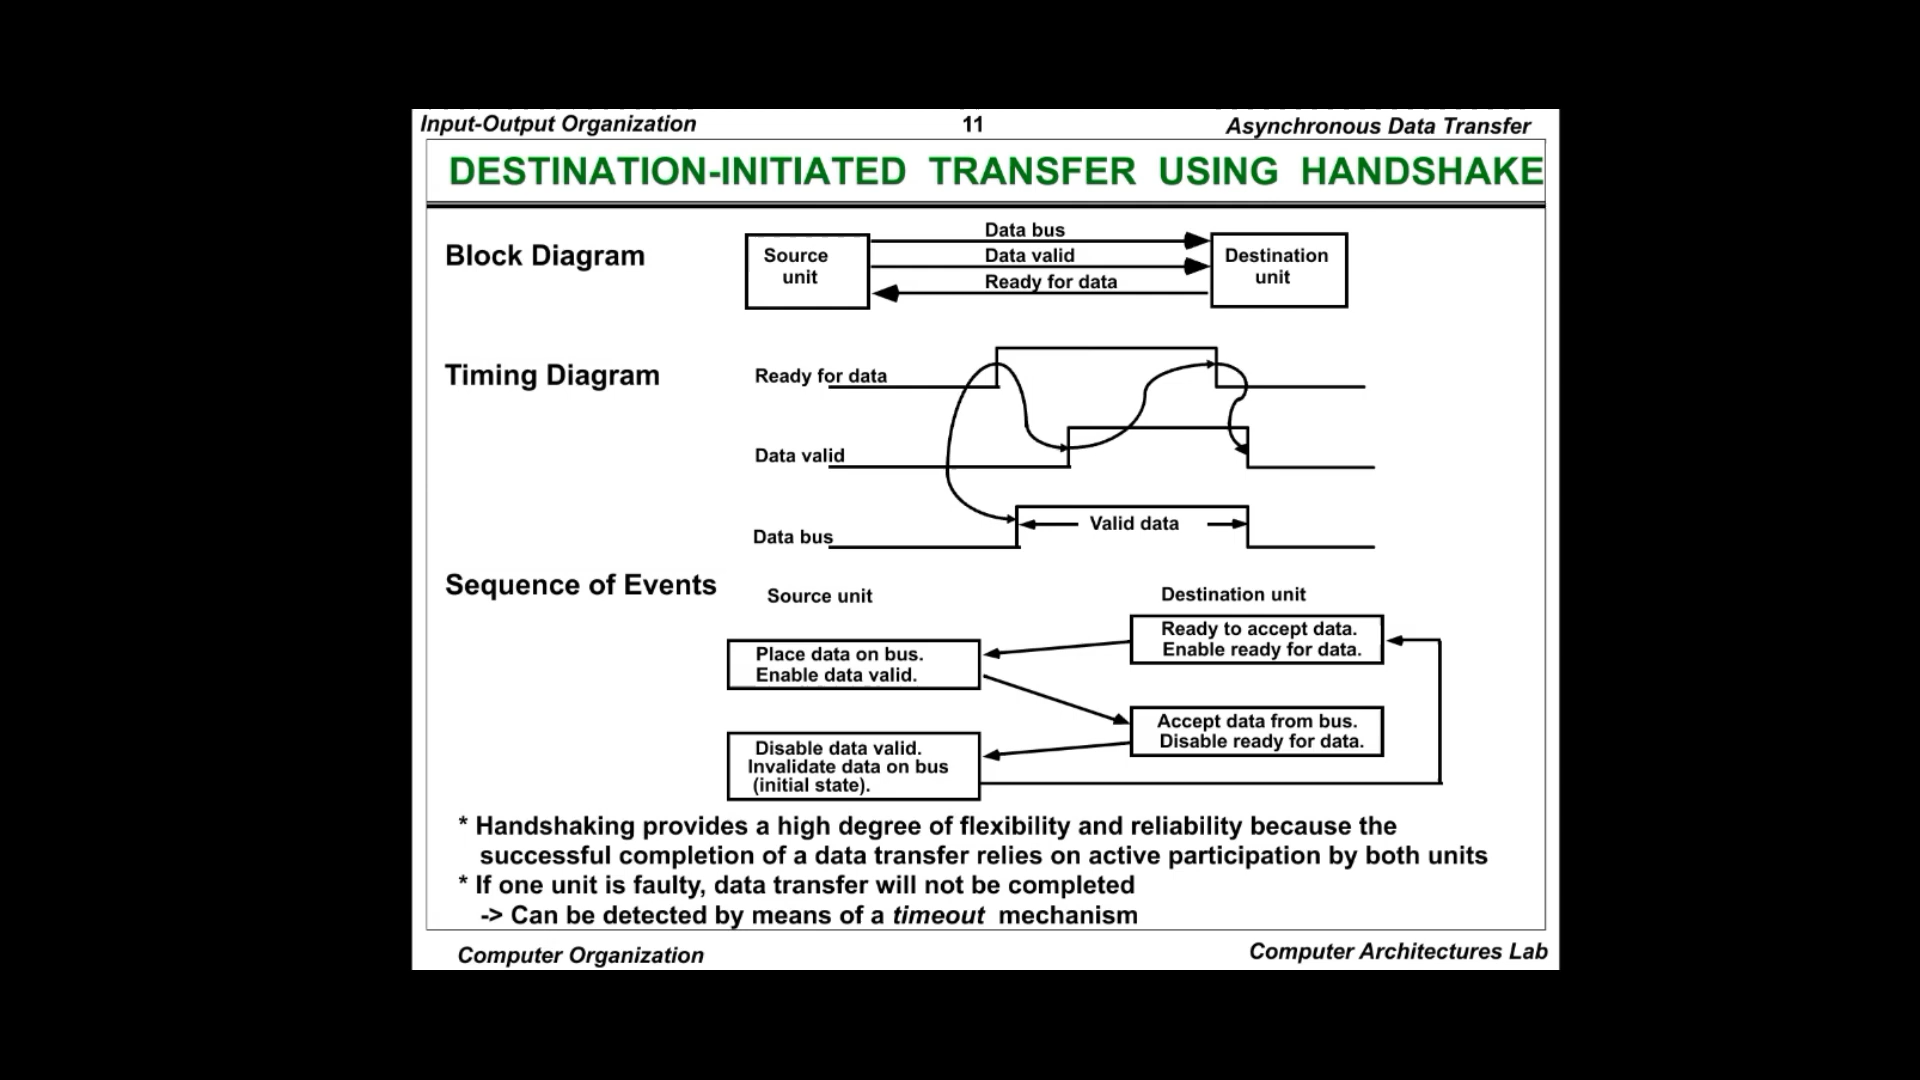 Input-Output Organization
11
Asynchronous Data Transfer
DESTINATION-INITIATED TRANSFER USING HANDSHAKE
Block Diagram
Source
unit
Data bus
Data valid
Ready for data
Destination
unit
Timing Diagram
Ready for data
Data valid
Data bus
Valid data
Sequence of Events
Source unit
Destination unit
Ready to accept data.
Enable ready for data.
Place data on bus.
Enable data valid.
Accept data from bus.
Disable ready for data.
Disable data valid.
Invalidate data on bus
(initial state).
* Handshaking provides a high degree of flexibility and reliability because the
successful completion of a data transfer relies on active participation by both units
* If one unit is faulty, data transfer will not be completed
-> Can be detected by means of a timeout mechanism
Computer Organization
Computer Architectures Lab